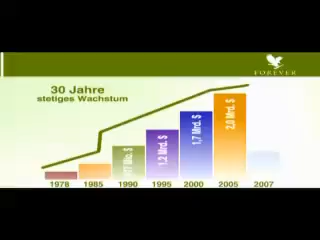 FOREVER
30 Jahre
stetiges Wachstum
1,2 Mrd. $
1,7 Mrd. $
2,0 Mrd. $
1978 1985 1990 1995 2000 2005 2007